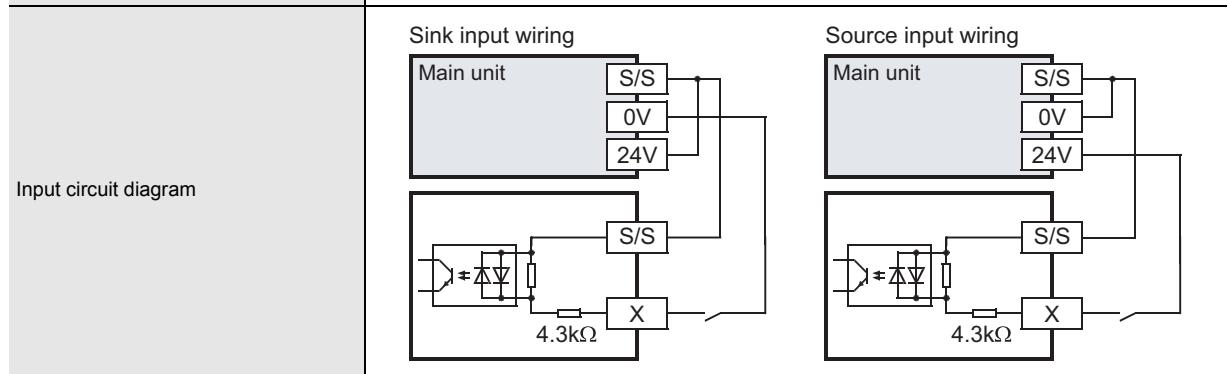 Input circuit diagram
Sink input wiring
Main unit
S/S
0V
24V
S/S
X
4.3kΩ
Source input wiring
Main unit
S/S
0V
24V
S/S
X
4.3kΩ